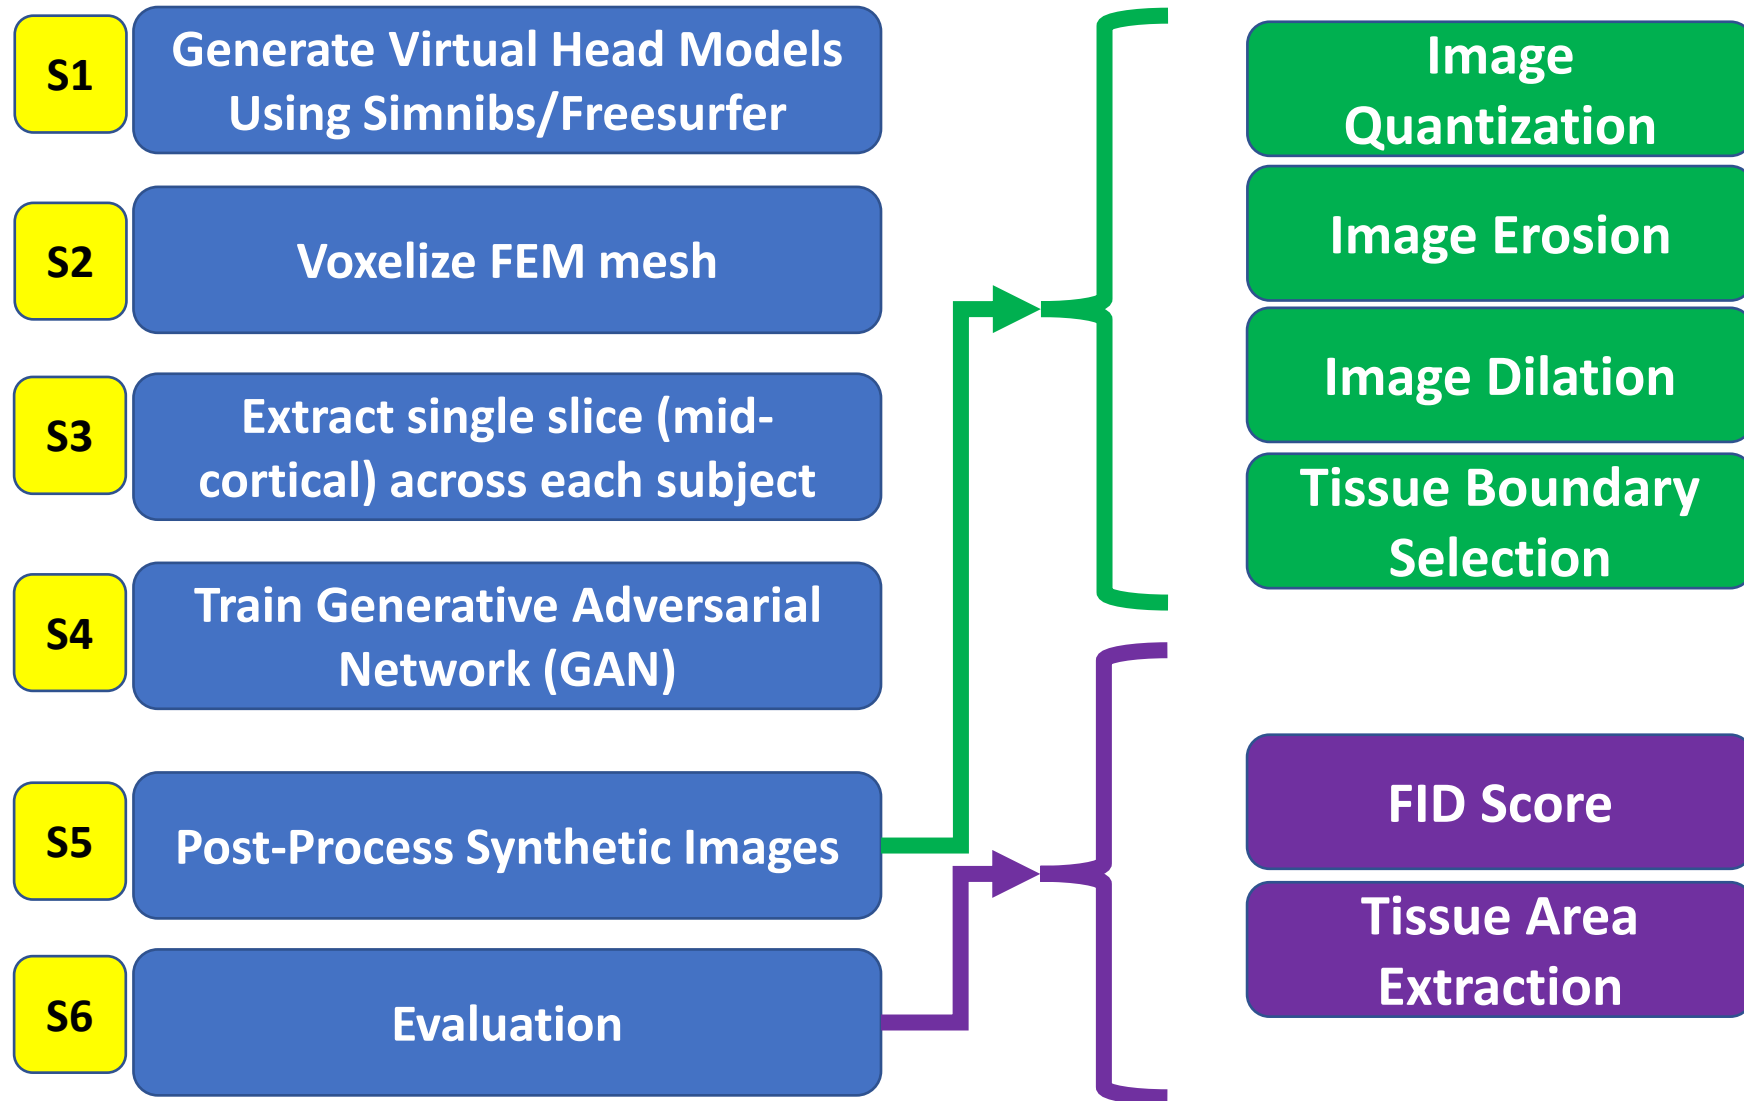 S1
Generate Virtual Head Models
Using Simnibs/Freesurfer
S2
Voxelize FEM mesh
S3
Extract single slice (mid-
cortical) across each subject
S4
Train Generative Adversarial
Network (GAN)
S5
Post-Process Synthetic Images
S6
Evaluation
Image
Quantization
Image Erosion
Image Dilation
Tissue Boundary
Selection
FID Score
Tissue Area
Extraction